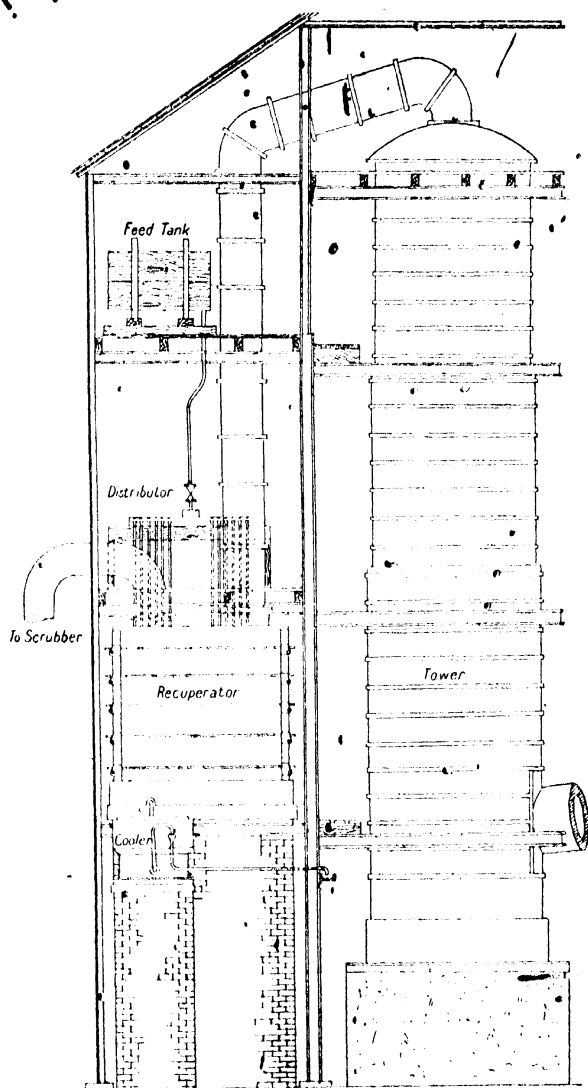 Feed Tank
Distributor
To Scrubber
Recuperator
Tower
Cooler